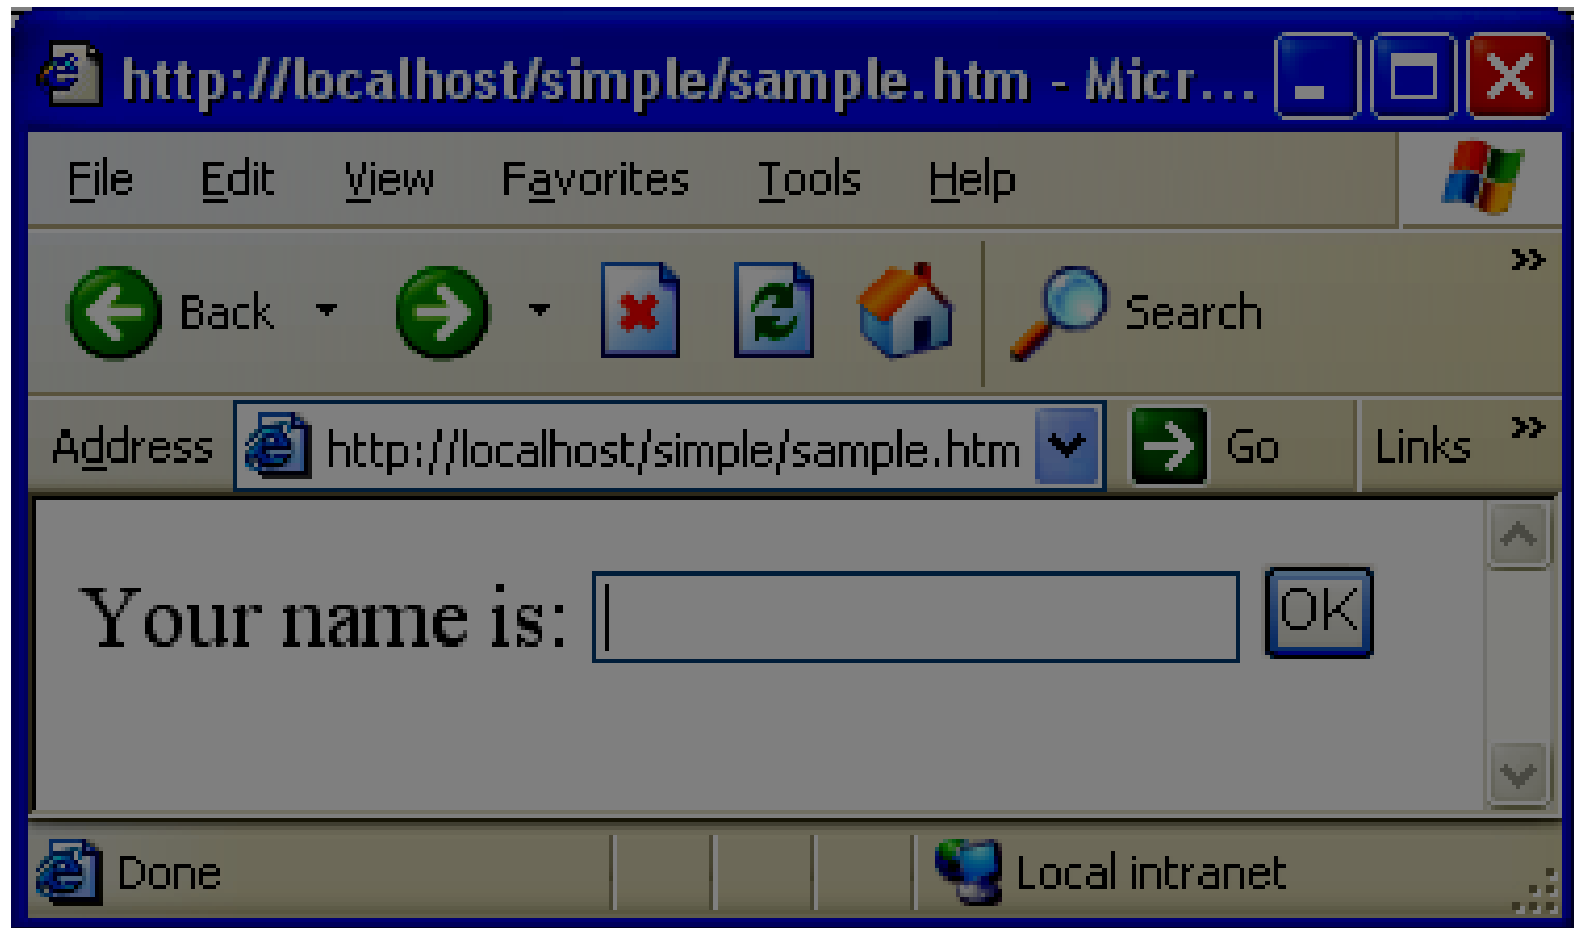 http://localhost/simple/sample.htm - Micr...
File Edit View Favorites Tools Help
Back Search »
Address http://localhost/simple/sample.htm Go Links »
Your name is: OK
Done Local intranet